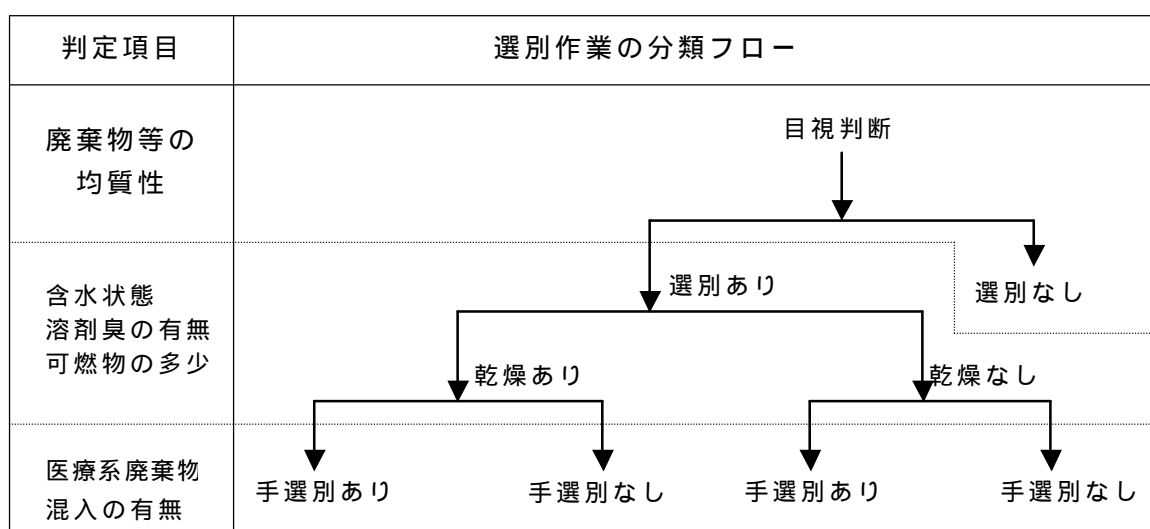 判定項目
選別作業の分類フロー
廃棄物等の
均質性
目視判断
含水状態
溶剤臭の有無
可燃物の多少
選別あり
選別なし
乾燥あり
乾燥なし
医療系廃棄物
混入の有無
手選別あり
手選別なし
手選別あり
手選別なし